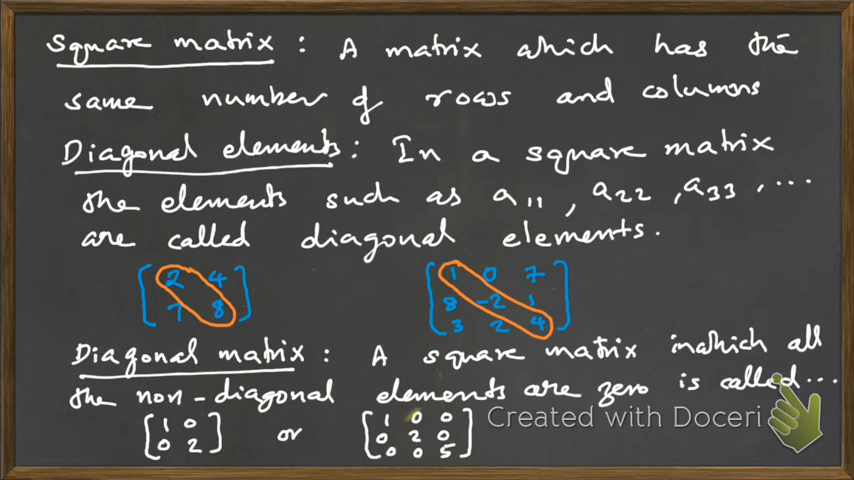 Square matrix : A matrix which has the
same number of rows and columns
Diagonal elements : In a square matrix
the elements such as a11, a22, a33, ...
are called diagonal elements.
[2 4 [1 0 7
7 8] 8 -2 1
3 2 4]
Diagonal matrix : A square matrix inwhich all
the non-diagonal elements are zero is called...
[1 0 or [1 0 0
0 2] 0 2 0
0 0 5]
Created with Doceri